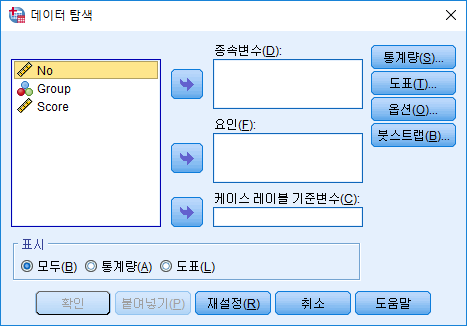 데이터 탐색
No
Group
Score
종속변수(D):
요인(F):
케이스 레이블 기준변수(C):
통계량(S)...
도표(T)...
옵션(O)...
붓스트랩(B)...
표시
모두(B) 통계량(A) 도표(L)
확인 붙여넣기(P) 재설정(R) 취소 도움말